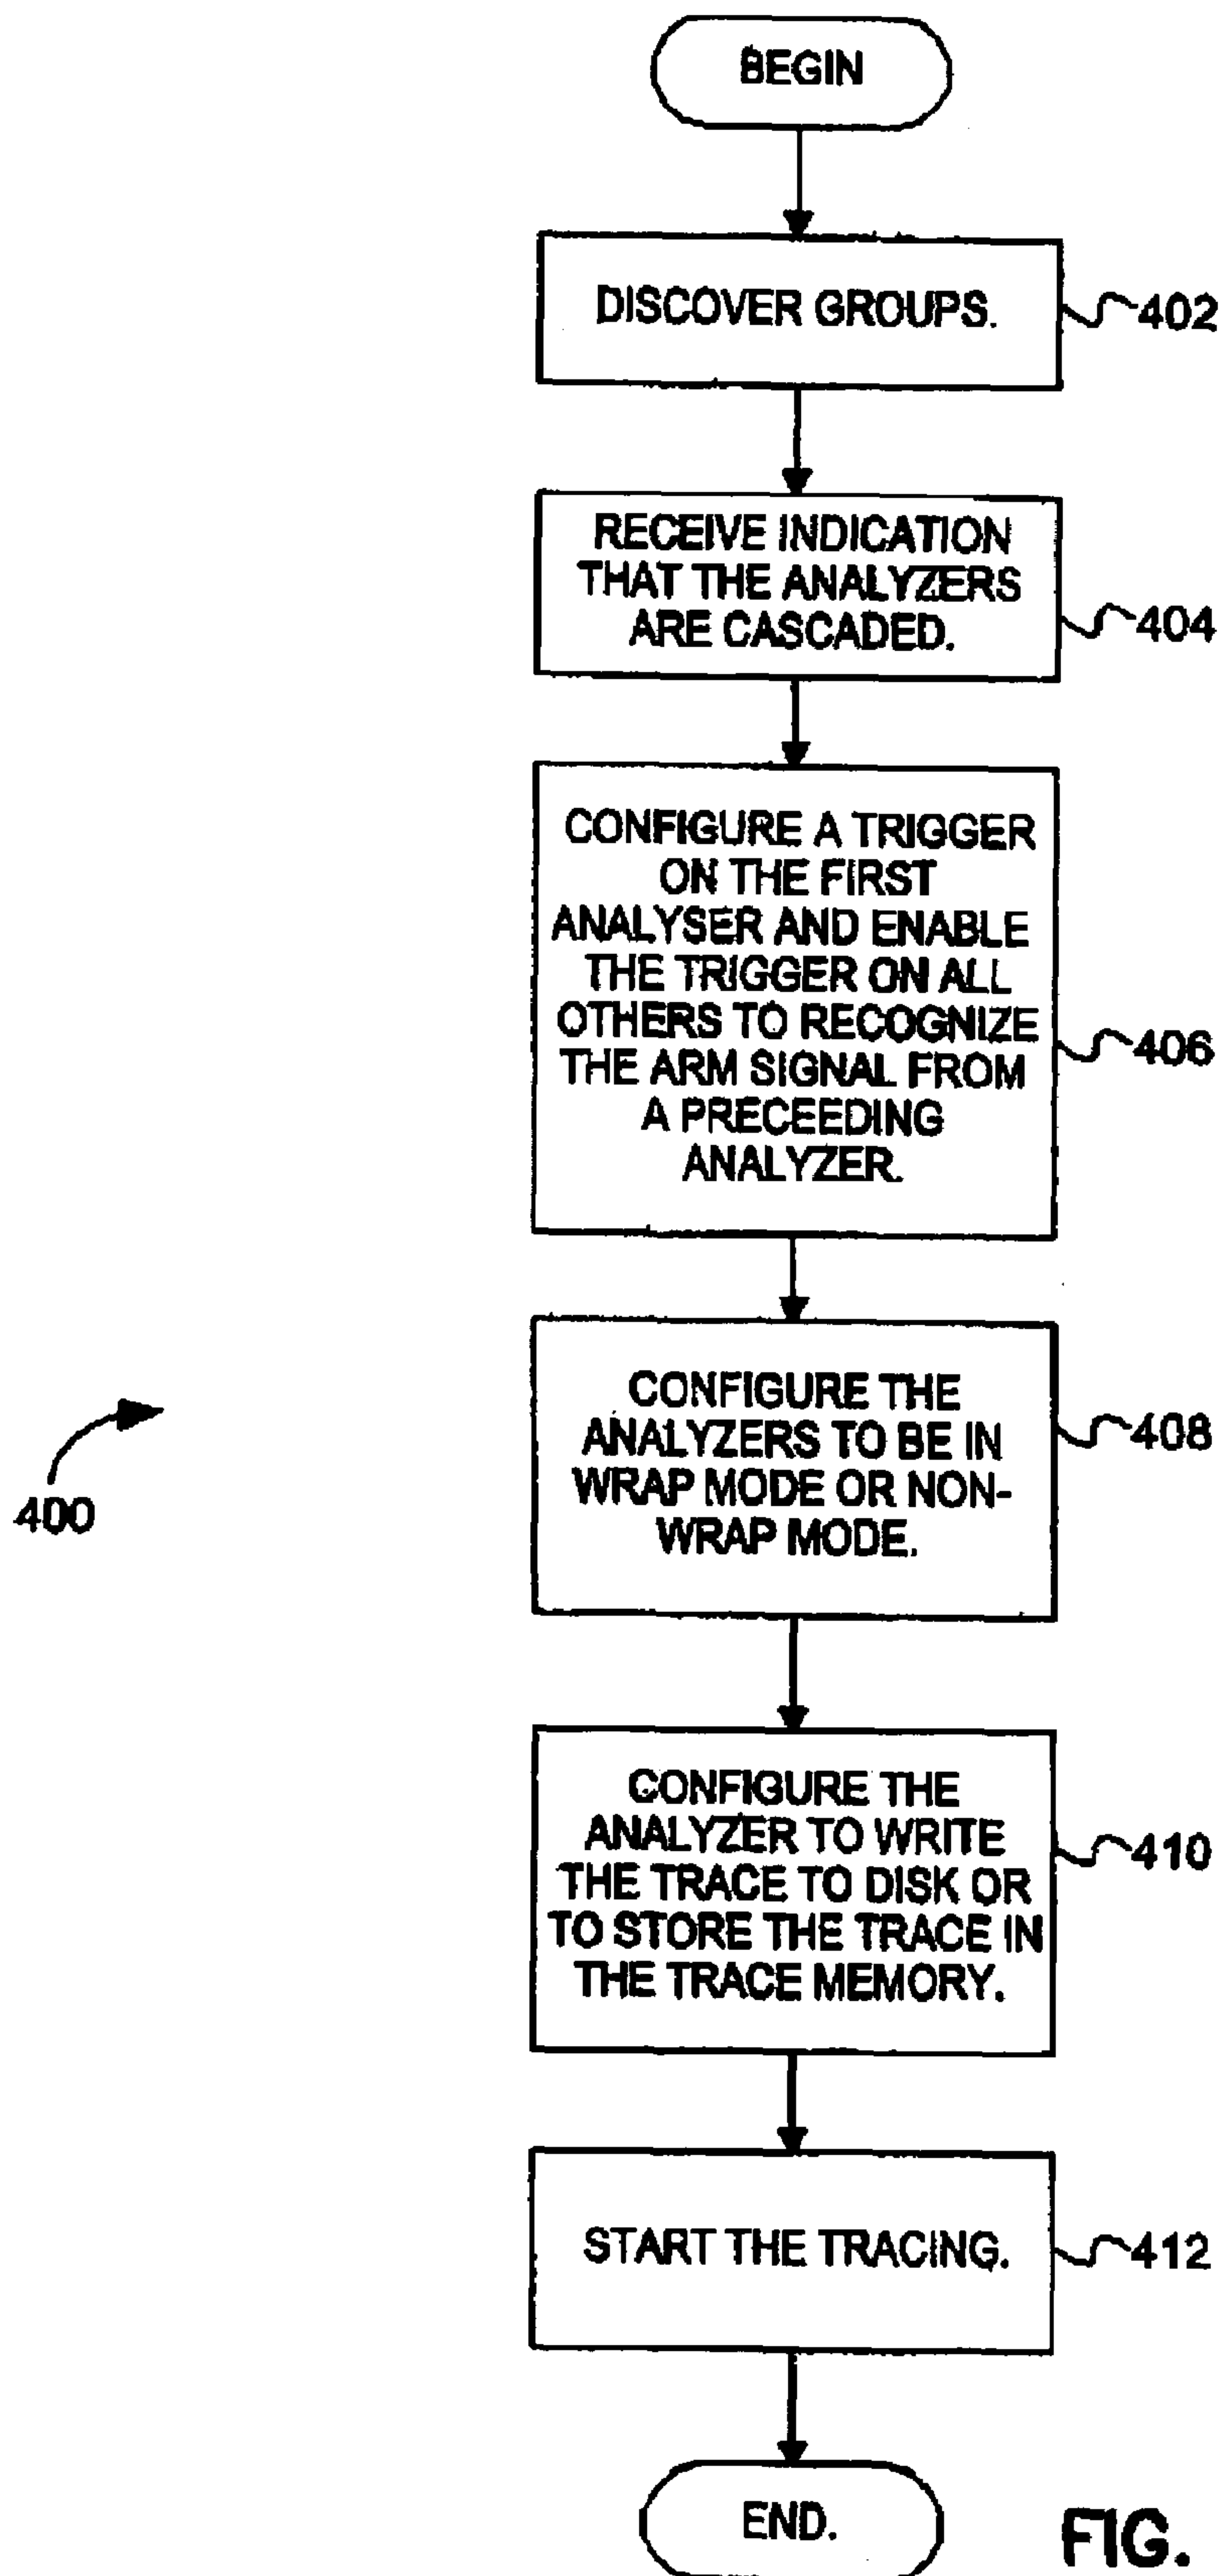 BEGIN
DISCOVER GROUPS.
402
RECEIVE INDICATION
THAT THE ANALYZERS
ARE CASCADED.
404
CONFIGURE A TRIGGER
ON THE FIRST
ANALYSER AND ENABLE
THE TRIGGER ON ALL
OTHERS TO RECOGNIZE
THE ARM SIGNAL FROM
A PRECEEDING
ANALYZER.
406
CONFIGURE THE
ANALYZERS TO BE IN
WRAP MODE OR NON-
WRAP MODE.
408
400
CONFIGURE THE
ANALYZER TO WRITE
THE TRACE TO DISK OR
TO STORE THE TRACE IN
THE TRACE MEMORY.
410
START THE TRACING.
412
END.
FIG.